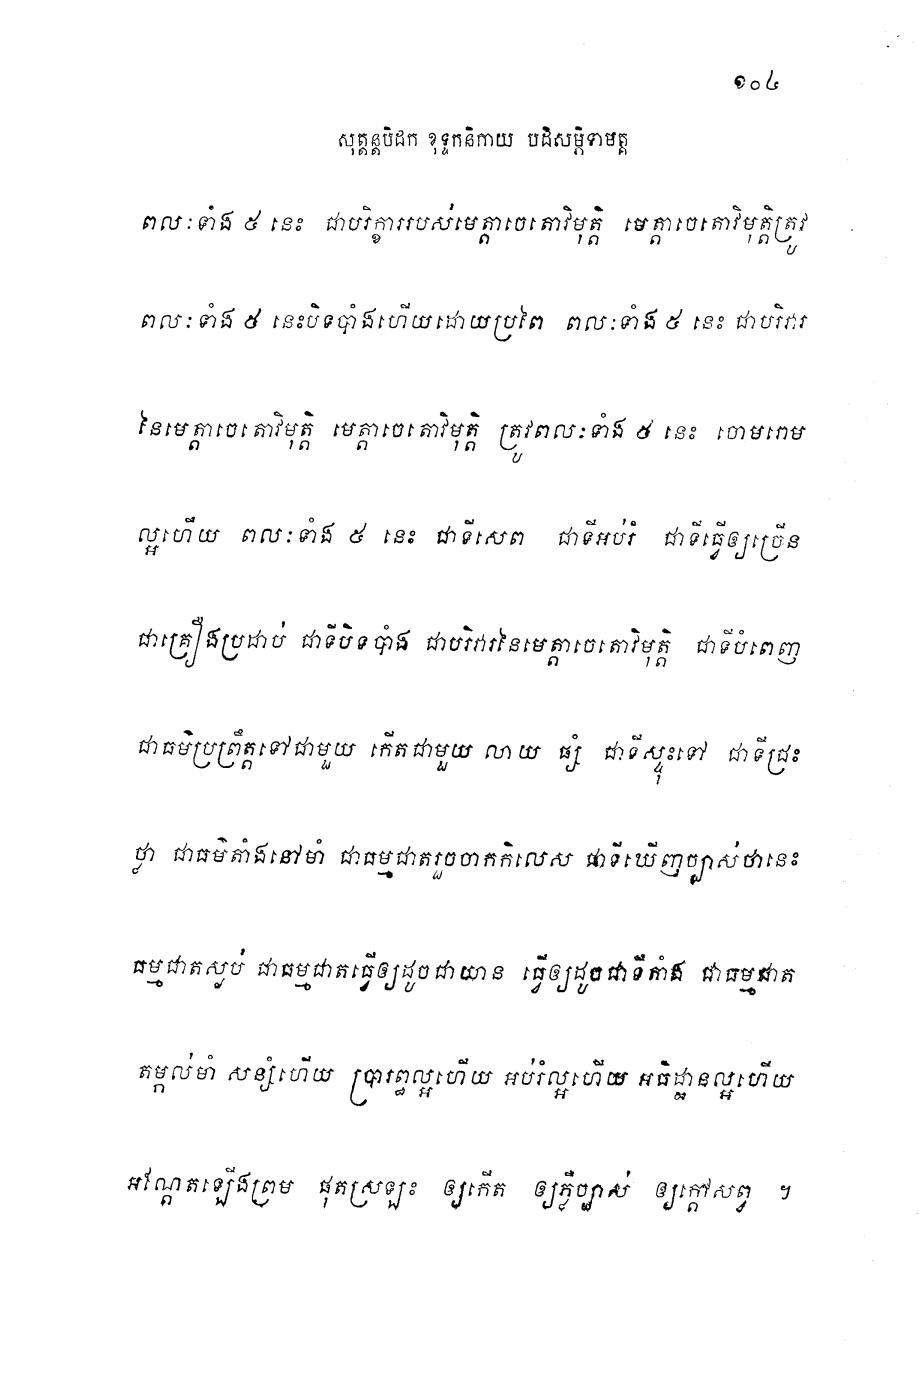 ១០៤
សុត្តន្តបិដក ខុទ្ទកនិកាយ បដិសម្ភិទាមគ្គ
ពលៈទាំង ៥ នេះ ជាបរិក្ខាររបស់មេត្តាចេតោវិមុត្តិ មេត្តាចេតោវិមុត្តិត្រូវ
ពលៈទាំង ៥ នេះបិទបាំងហើយដោយប្រពៃ ពលៈទាំង ៥ នេះ ជាបរិវារ
នៃមេត្តាចេតោវិមុត្តិ មេត្តាចេតោវិមុត្តិ ត្រូវពលៈទាំង ៥ នេះ ចោមរោម
ល្អហើយ ពលៈទាំង ៥ នេះ ជាទីសេព ជាទីអប់រំ ជាទីធ្វើឲ្យច្រើន
ជាគ្រឿងប្រដាប់ ជាទីបិទបាំង ជាបរិវារនៃមេត្តាចេតោវិមុត្តិ ជាទីបំពេញ
ជាធម៌ប្រព្រឹត្តទៅជាមួយ កើតជាមួយ លាយ ផ្សំ ជាទីស្ទុះទៅ ជាទីជ្រះ
ថ្លា ជាធម៌តាំងនៅមាំ ជាធម្មជាតរួចចាកកិលេស ជាទីឃើញច្បាស់ថានេះ
ធម្មជាតស្ងប់ ជាធម្មជាតធ្វើឲ្យដូចជាយាន ធ្វើឲ្យដូចជាទីតាំង ជាធម្មជាត
តម្កល់មាំ សន្សំហើយ ប្រារព្ធល្អហើយ អប់រំល្អហើយ អធិដ្ឋានល្អហើយ
អណ្តែតឡើងព្រម ផុតស្រឡះ ឲ្យកើត ឲ្យភ្លឺច្បាស់ ឲ្យក្តៅសព្វ ។